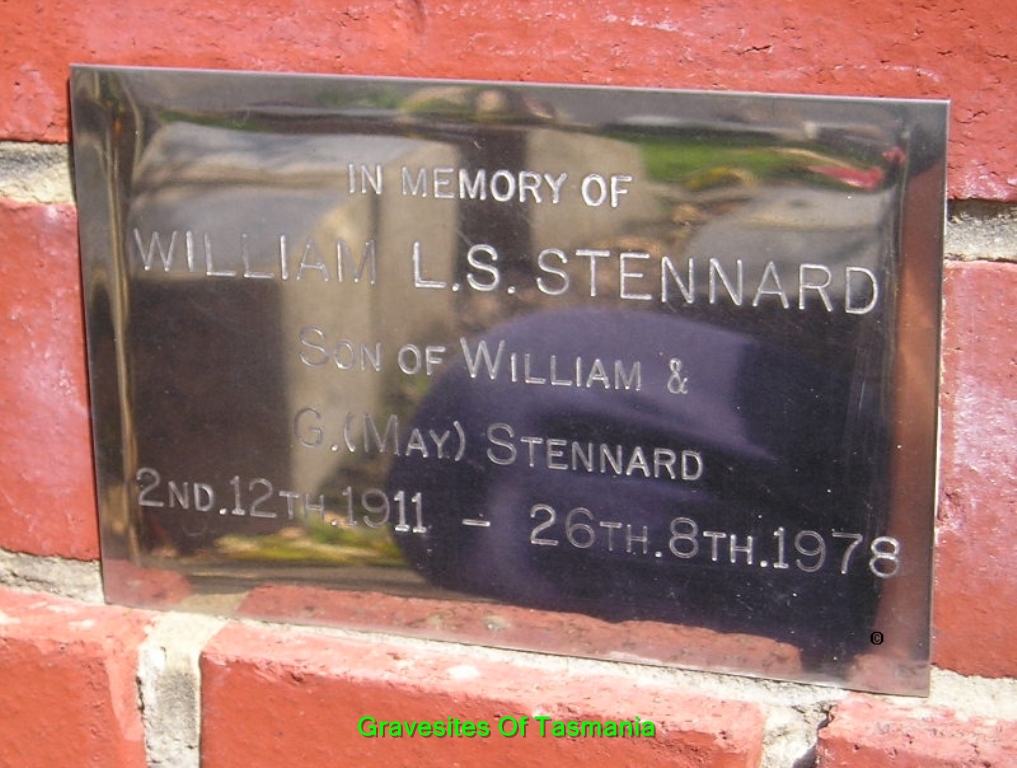 IN MEMORY OF
WILLIAM L.S. STENNARD
SON OF WILLIAM &
G.(MAY) STENNARD
2ND.12TH.1911 - 26TH.8TH.1978
©
Gravesites Of Tasmania